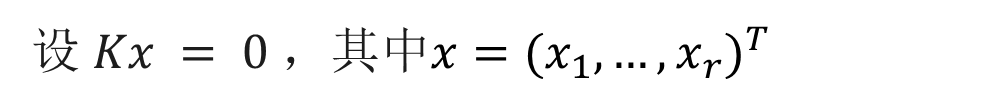 设 Kx = 0 ，其中x = (x₁, … , xᵣ)ᵀ